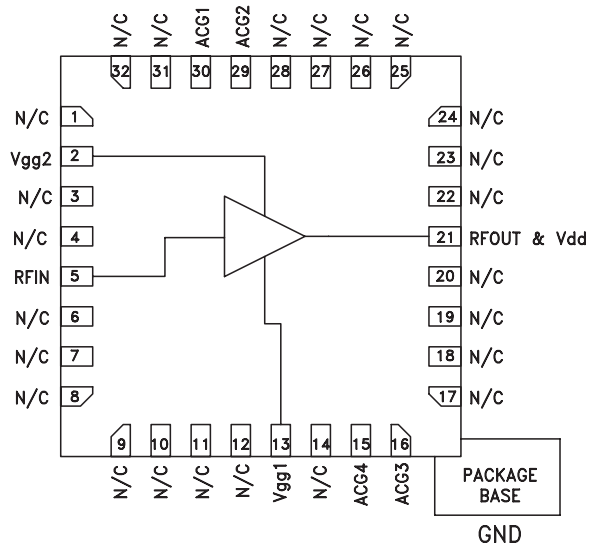 N/C N/C ACG1 ACG2 N/C N/C N/C N/C
32 31 30 29 28 27 26 25
N/C 1
Vgg2 2
N/C 3
N/C 4
RFIN 5
N/C 6
N/C 7
N/C 8
24 N/C
23 N/C
22 N/C
21 RFOUT & Vdd
20 N/C
19 N/C
18 N/C
17 N/C
9 10 11 12 13 14 15 16
N/C N/C N/C N/C Vgg1 N/C ACG4 ACG3
PACKAGE
BASE
GND